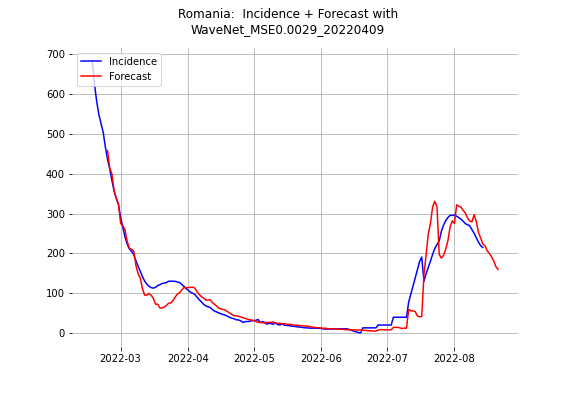 Romania:  Incidence + Forecast with
WaveNet_MSE0.0029_20220409
Incidence
Forecast
700
600
500
400
300
200
100
0
2022-03 2022-04 2022-05 2022-06 2022-07 2022-08